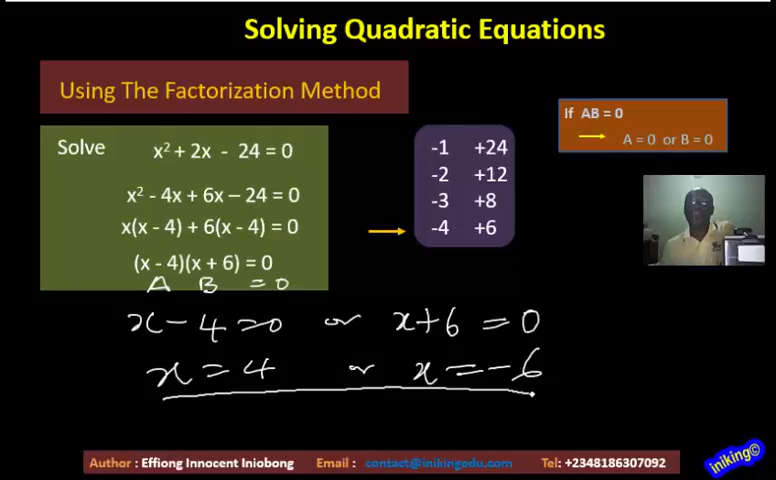 Solving Quadratic Equations
Using The Factorization Method
If AB = 0
A = 0 or B = 0
Solve x² + 2x - 24 = 0
x² - 4x + 6x – 24 = 0
x(x - 4) + 6(x - 4) = 0
(x - 4)(x + 6) = 0
A B = 0
-1 +24
-2 +12
-3 +8
-4 +6
x - 4 = 0 or x + 6 = 0
x = 4 or x = -6
Author : Effiong Innocent Iniobong Email : contact@inikingedu.com Tel: +2348186307092
iniking©